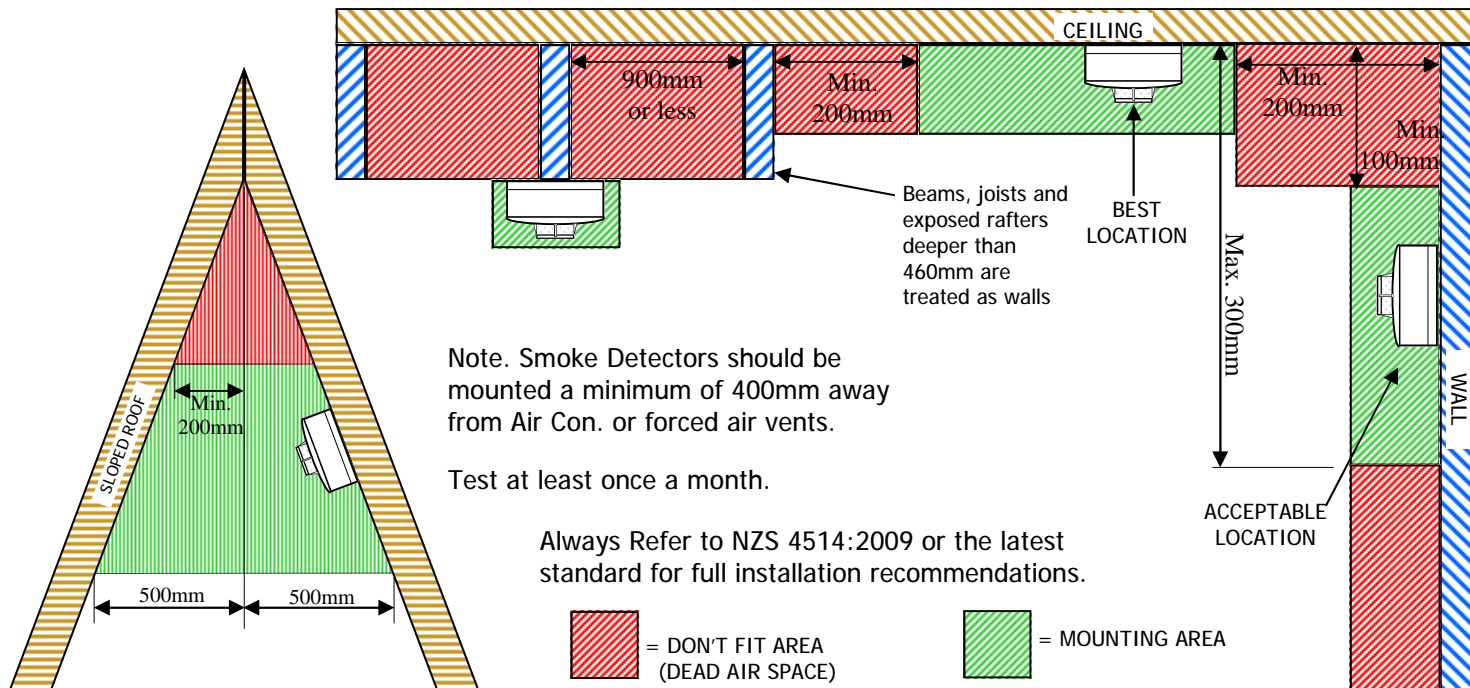 CEILING
900mm
or less
Min.
200mm
Min.
200mm
Min.
100mm
Beams, joists and
exposed rafters
deeper than
460mm are
treated as walls
BEST
LOCATION
Max. 300mm
WALL
ACCEPTABLE
LOCATION
SLOPED ROOF
Min.
200mm
500mm
500mm
Note. Smoke Detectors should be
mounted a minimum of 400mm away
from Air Con. or forced air vents.
Test at least once a month.
Always Refer to NZS 4514:2009 or the latest
standard for full installation recommendations.
= DON'T FIT AREA
(DEAD AIR SPACE)
= MOUNTING AREA